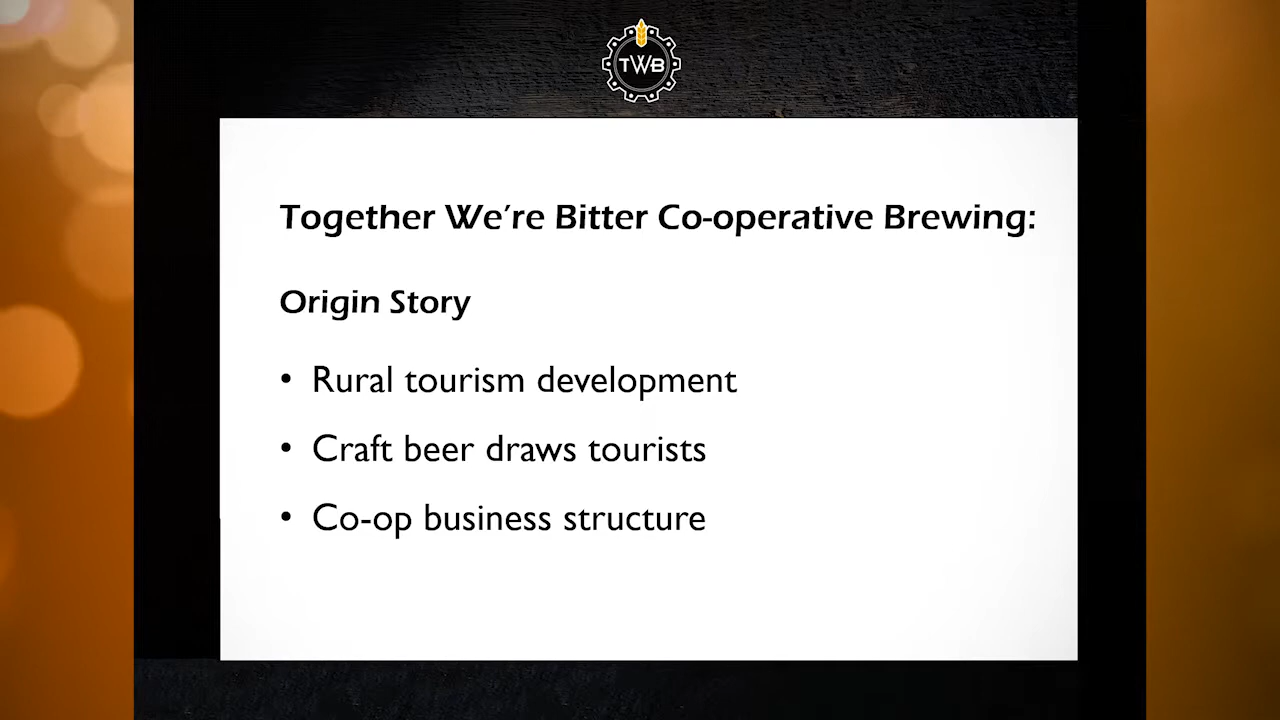 TWB
Together We’re Bitter Co-operative Brewing:
Origin Story
• Rural tourism development
• Craft beer draws tourists
• Co-op business structure